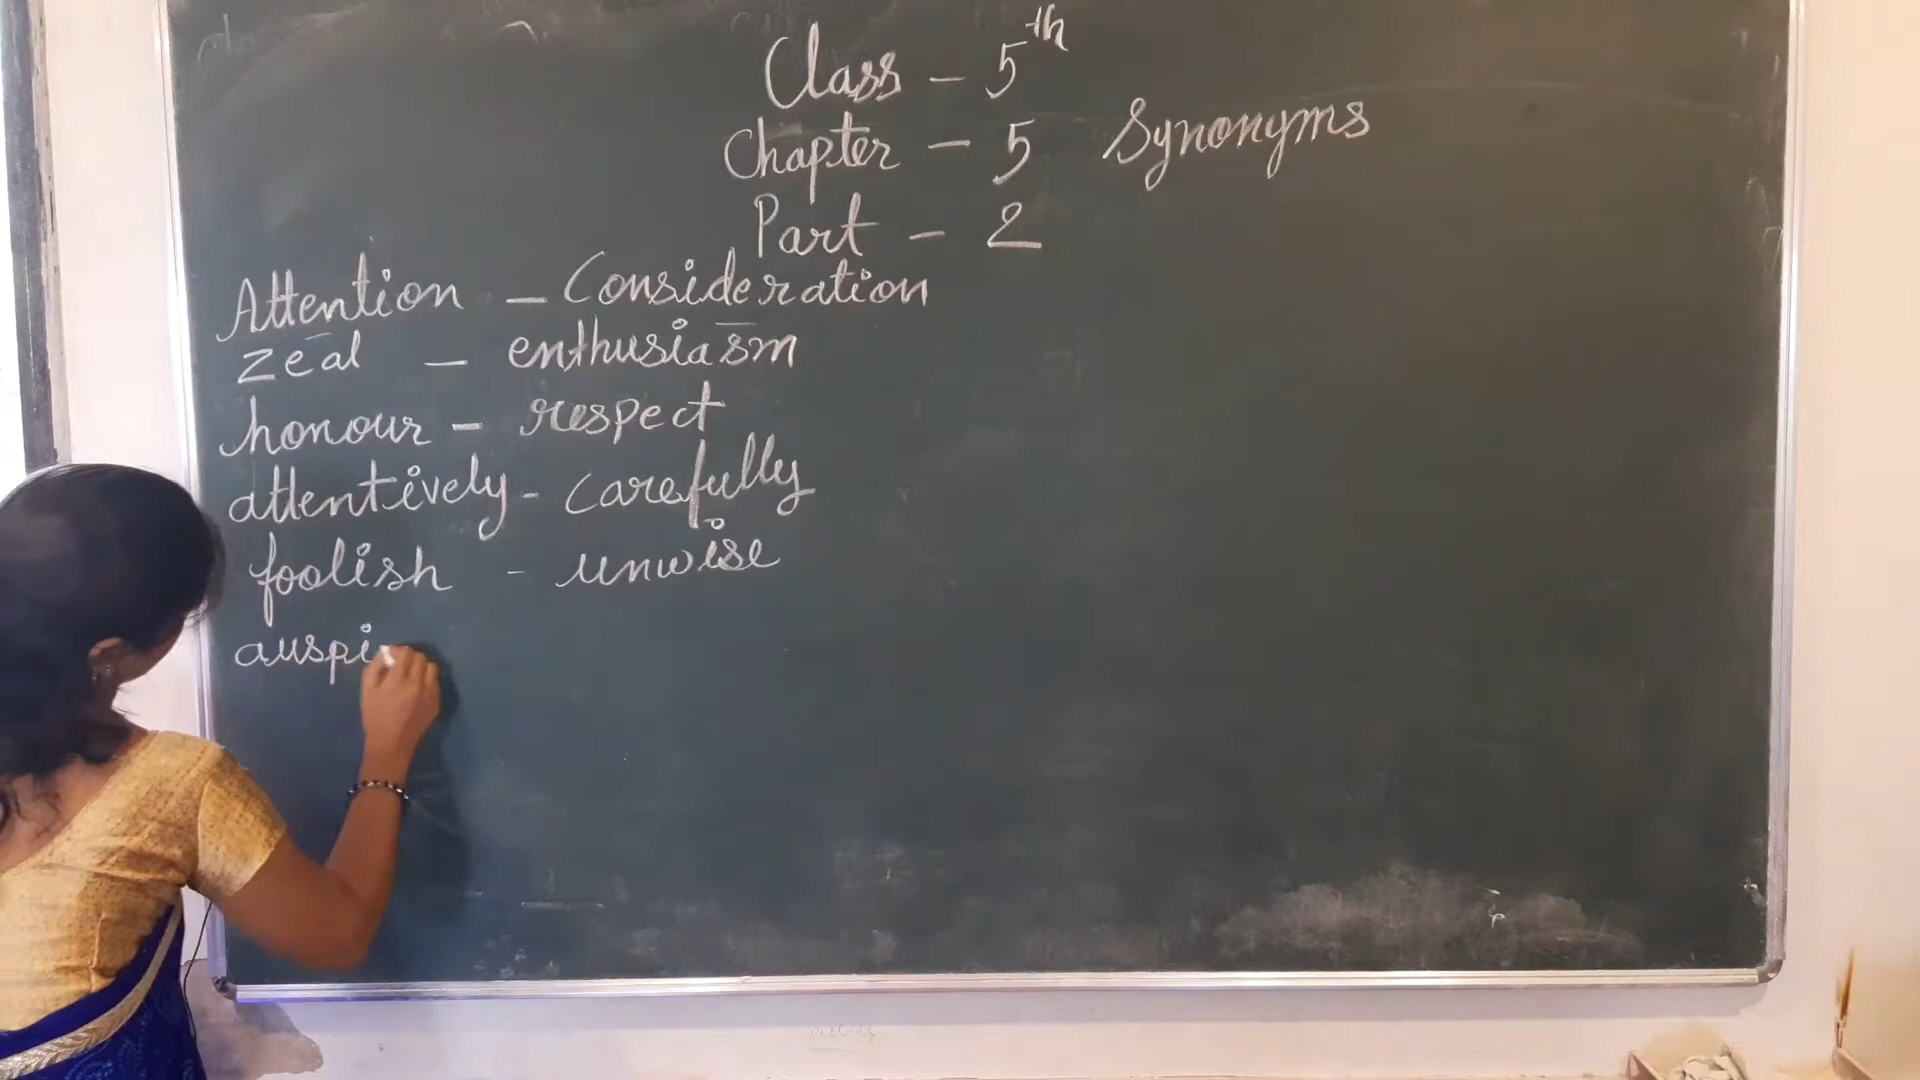 Class - 5th
Chapter - 5 Synonyms
Part - 2
Attention - Consideration
zeal - enthusiasm
honour - respect
attentively - carefully
foolish - unwise
auspi